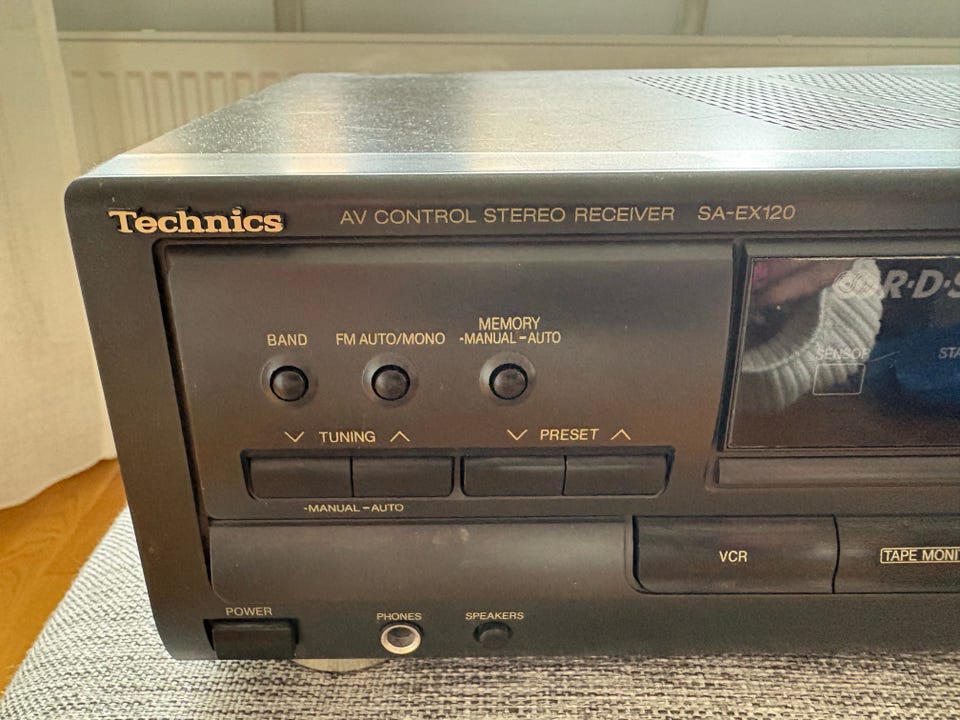 Technics AV CONTROL STEREO RECEIVER SA-EX120
R·D·S
BAND FM AUTO/MONO MEMORY
-MANUAL -AUTO
SENSOR STA
∨ TUNING ∧ ∨ PRESET ∧
-MANUAL -AUTO
VCR TAPE MONI
POWER PHONES SPEAKERS